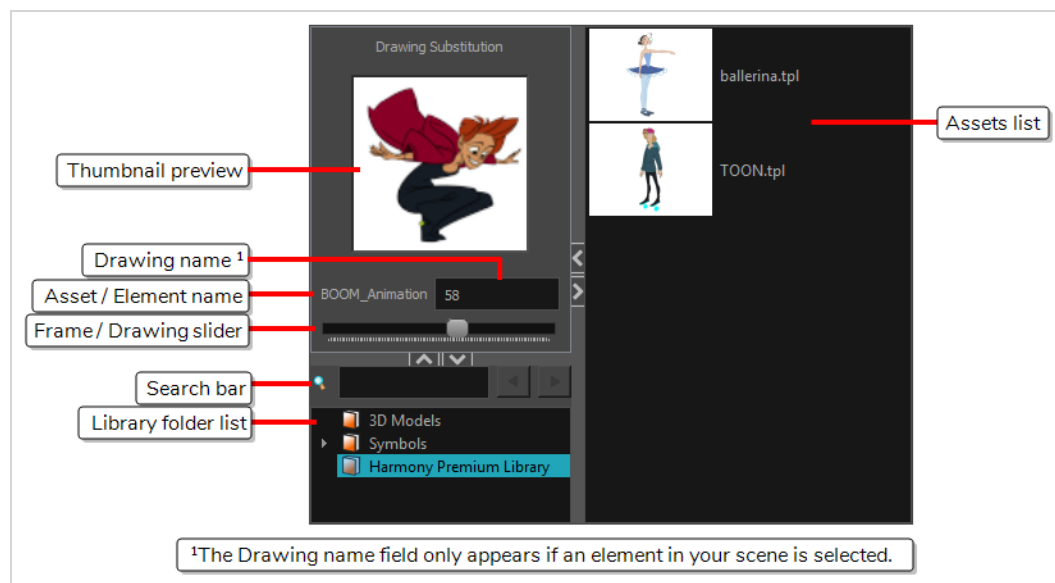 Drawing Substitution
ballerina.tpl
Assets list
Thumbnail preview
TOON.tpl
Drawing name ¹
Asset / Element name
BOOM_Animation
58
Frame / Drawing slider
Search bar
Library folder list
3D Models
Symbols
Harmony Premium Library
¹The Drawing name field only appears if an element in your scene is selected.